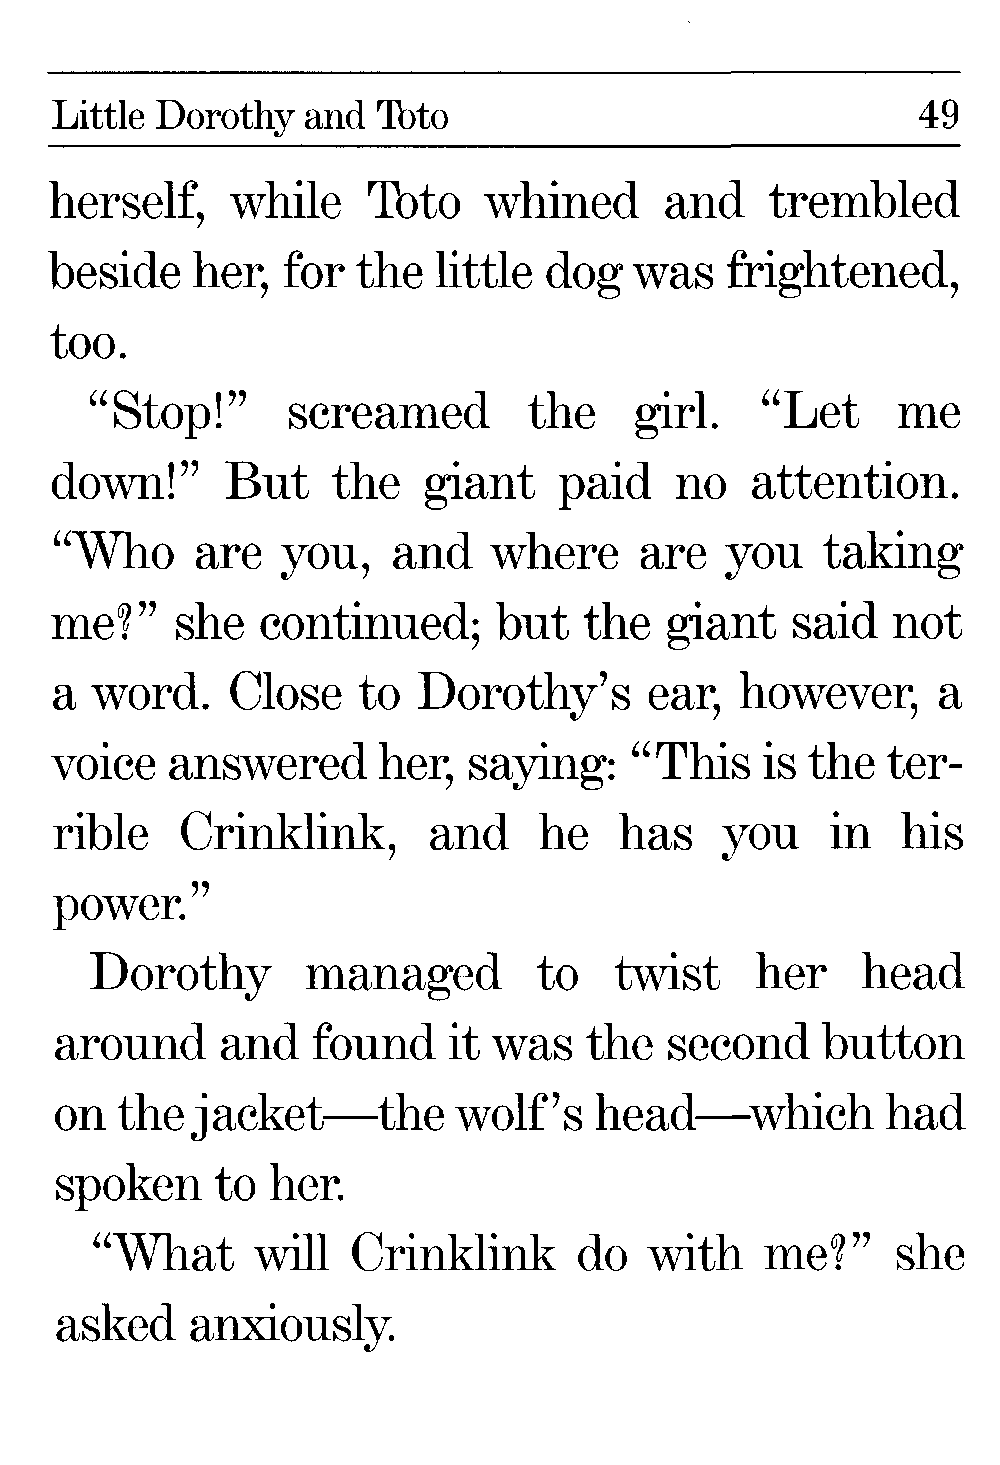 Little Dorothy and Toto 49
herself, while Toto whined and trembled
beside her, for the little dog was frightened,
too.
“Stop!” screamed the girl. “Let me
down!” But the giant paid no attention.
“Who are you, and where are you taking
me?” she continued; but the giant said not
a word. Close to Dorothy’s ear, however, a
voice answered her, saying: “This is the ter-
rible Crinklink, and he has you in his
power.”
Dorothy managed to twist her head
around and found it was the second button
on the jacket—the wolf’s head—which had
spoken to her.
“What will Crinklink do with me?” she
asked anxiously.